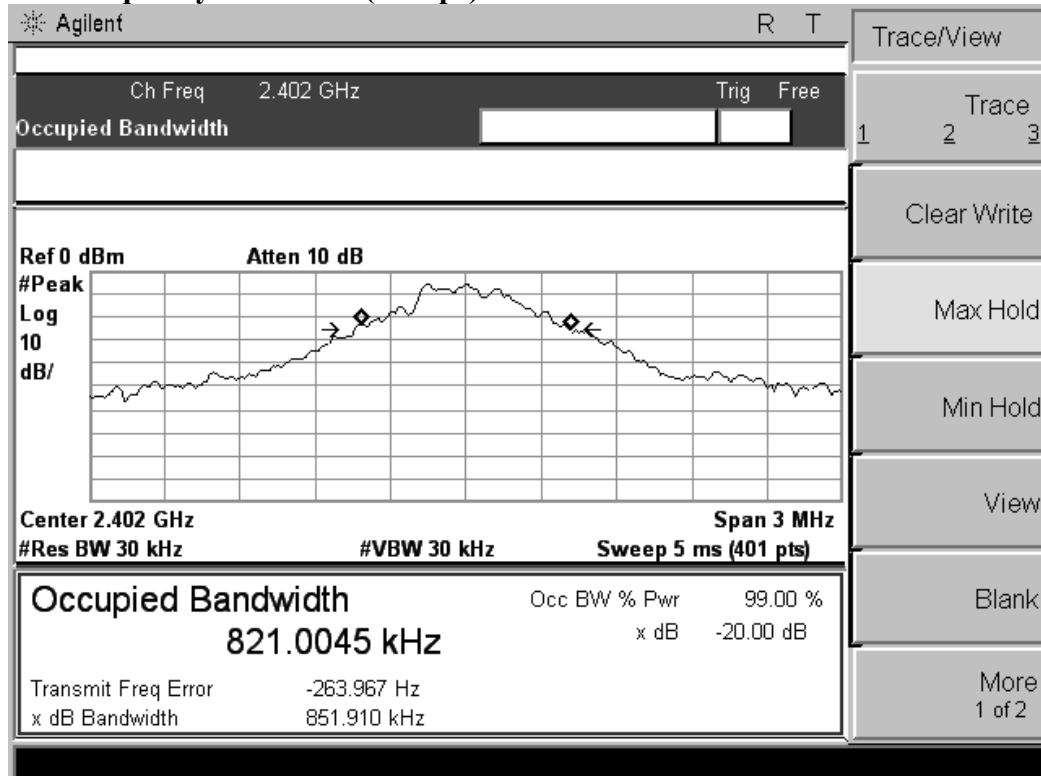 Agilent R T
Trace/View
Ch Freq 2.402 GHz Trig Free
Occupied Bandwidth
Trace
1 2 3
Clear Write
Max Hold
Min Hold
View
Blank
More
1 of 2
Ref 0 dBm Atten 10 dB
#Peak
Log
10
dB/
Center 2.402 GHz Span 3 MHz
#Res BW 30 kHz #VBW 30 kHz Sweep 5 ms (401 pts)
Occupied Bandwidth Occ BW % Pwr 99.00 %
821.0045 kHz x dB -20.00 dB
Transmit Freq Error -263.967 Hz
x dB Bandwidth 851.910 kHz